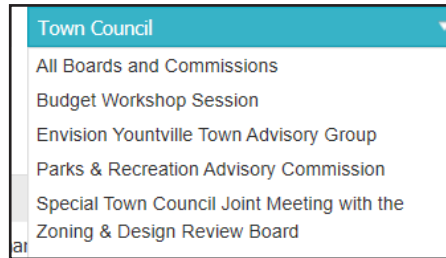 Town Council
All Boards and Commissions
Budget Workshop Session
Envision Yountville Town Advisory Group
Parks & Recreation Advisory Commission
Special Town Council Joint Meeting with the
Zoning & Design Review Board